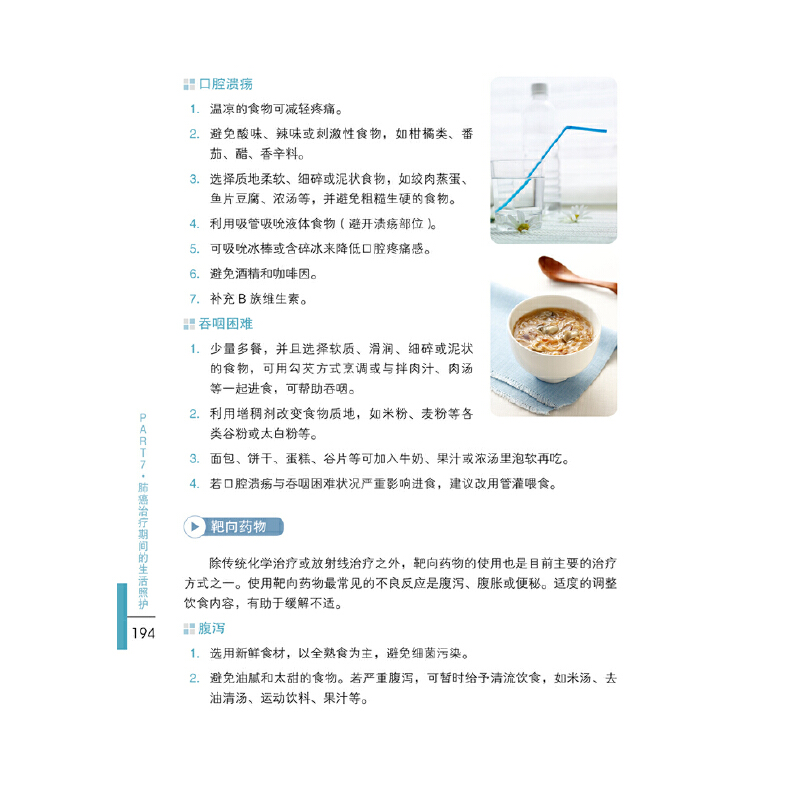 口腔溃疡
1. 温凉的食物可减轻疼痛。
2. 避免酸味、辣味或刺激性食物，如柑橘类、番
茄、醋、香辛料。
3. 选择质地柔软、细碎或泥状食物，如绞肉蒸蛋、
鱼片豆腐、浓汤等，并避免粗糙生硬的食物。
4. 利用吸管吸吮液体食物（避开溃疡部位）。
5. 可吸吮冰棒或含碎冰来降低口腔疼痛感。
6. 避免酒精和咖啡因。
7. 补充 B 族维生素。
吞咽困难
1. 少量多餐，并且选择软质、滑润、细碎或泥状
的食物，可用勾芡方式烹调或与拌肉汁、肉汤
等一起进食，可帮助吞咽。
2. 利用增稠剂改变食物质地，如米粉、麦粉等各
类谷粉或太白粉等。
3. 面包、饼干、蛋糕、谷片等可加入牛奶、果汁或浓汤里泡软再吃。
4. 若口腔溃疡与吞咽困难状况严重影响进食，建议改用管灌喂食。
靶向药物
除传统化学治疗或放射线治疗之外，靶向药物的使用也是目前主要的治疗
方式之一。使用靶向药物最常见的不良反应是腹泻、腹胀或便秘。适度的调整
饮食内容，有助于缓解不适。
腹泻
1. 选用新鲜食材，以全熟食为主，避免细菌污染。
2. 避免油腻和太甜的食物。若严重腹泻，可暂时给予清流饮食，如米汤、去
油清汤、运动饮料、果汁等。
PART7·肺癌治疗期间的生活照护
194